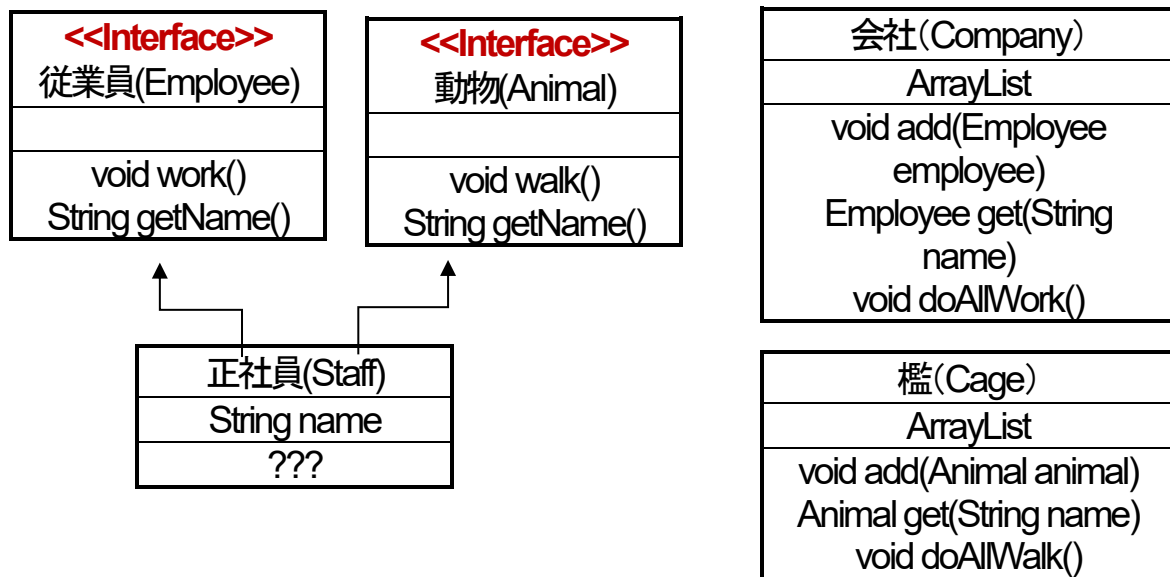 <<Interface>>
従業員(Employee)
void work()
String getName()
<<Interface>>
動物(Animal)
void walk()
String getName()
正社員(Staff)
String name
???
会社（Company）
ArrayList
void add(Employee
employee)
Employee get(String
name)
void doAllWork()
檻（Cage）
ArrayList
void add(Animal animal)
Animal get(String name)
void doAllWalk()